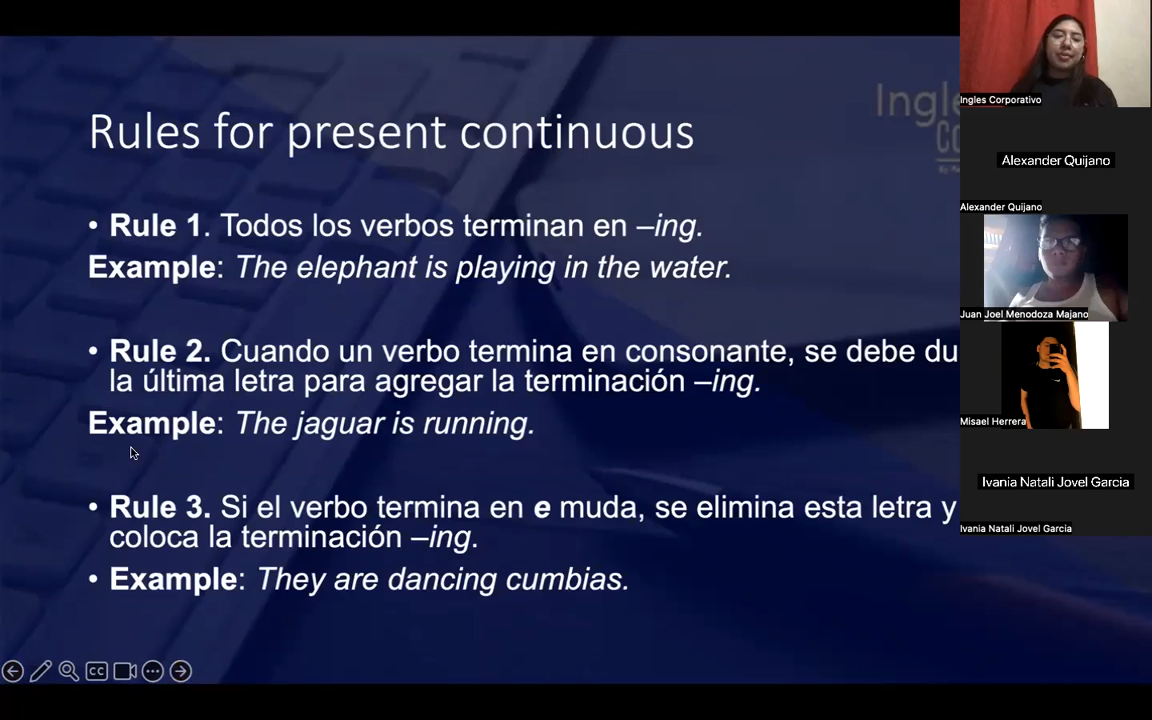 Rules for present continuous
• Rule 1. Todos los verbos terminan en –ing.
Example: The elephant is playing in the water.
• Rule 2. Cuando un verbo termina en consonante, se debe du
la última letra para agregar la terminación –ing.
Example: The jaguar is running.
• Rule 3. Si el verbo termina en e muda, se elimina esta letra y
coloca la terminación –ing.
• Example: They are dancing cumbias.
Ingl
Co
CC
Ingles Corporativo
Alexander Quijano
Alexander Quijano
Juan Joel Menodoza Majano
Misael Herrera
Ivania Natali Jovel Garcia
Ivania Natali Jovel Garcia